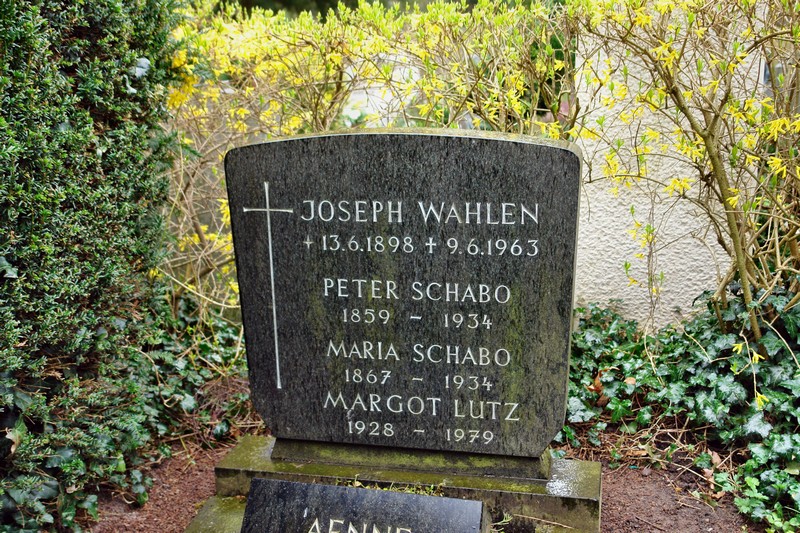 JOSEPH WAHLEN
+ 13.6.1898 + 9.6.1963
PETER SCHABO
1859 - 1934
MARIA SCHABO
1867 - 1934
MARGOT LUTZ
1928 - 1979
AENNE